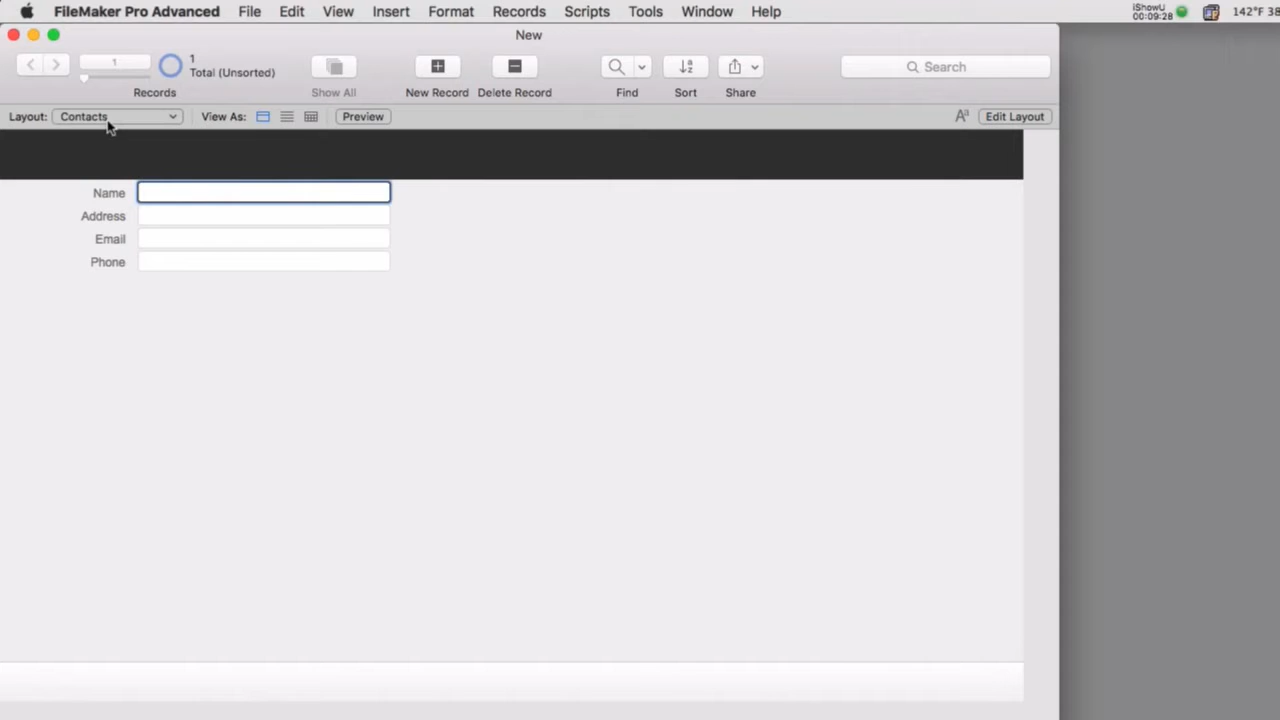 FileMaker Pro Advanced File Edit View Insert Format Records Scripts Tools Window Help
iShowU
00:09:28
142°F 38
New
1
1
Total (Unsorted)
Search
Records Show All New Record Delete Record Find Sort Share
Layout: Contacts View As: Preview Aa Edit Layout
Name
Address
Email
Phone